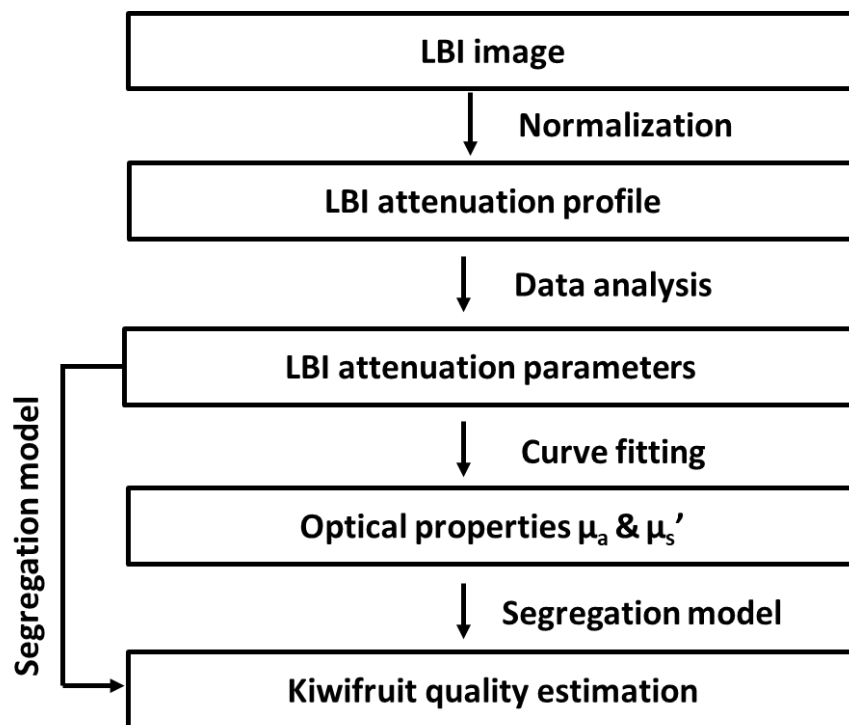 LBI image
Normalization
LBI attenuation profile
Data analysis
LBI attenuation parameters
Curve fitting
Optical properties μₐ & μₛ’
Segregation model
Segregation model
Kiwifruit quality estimation